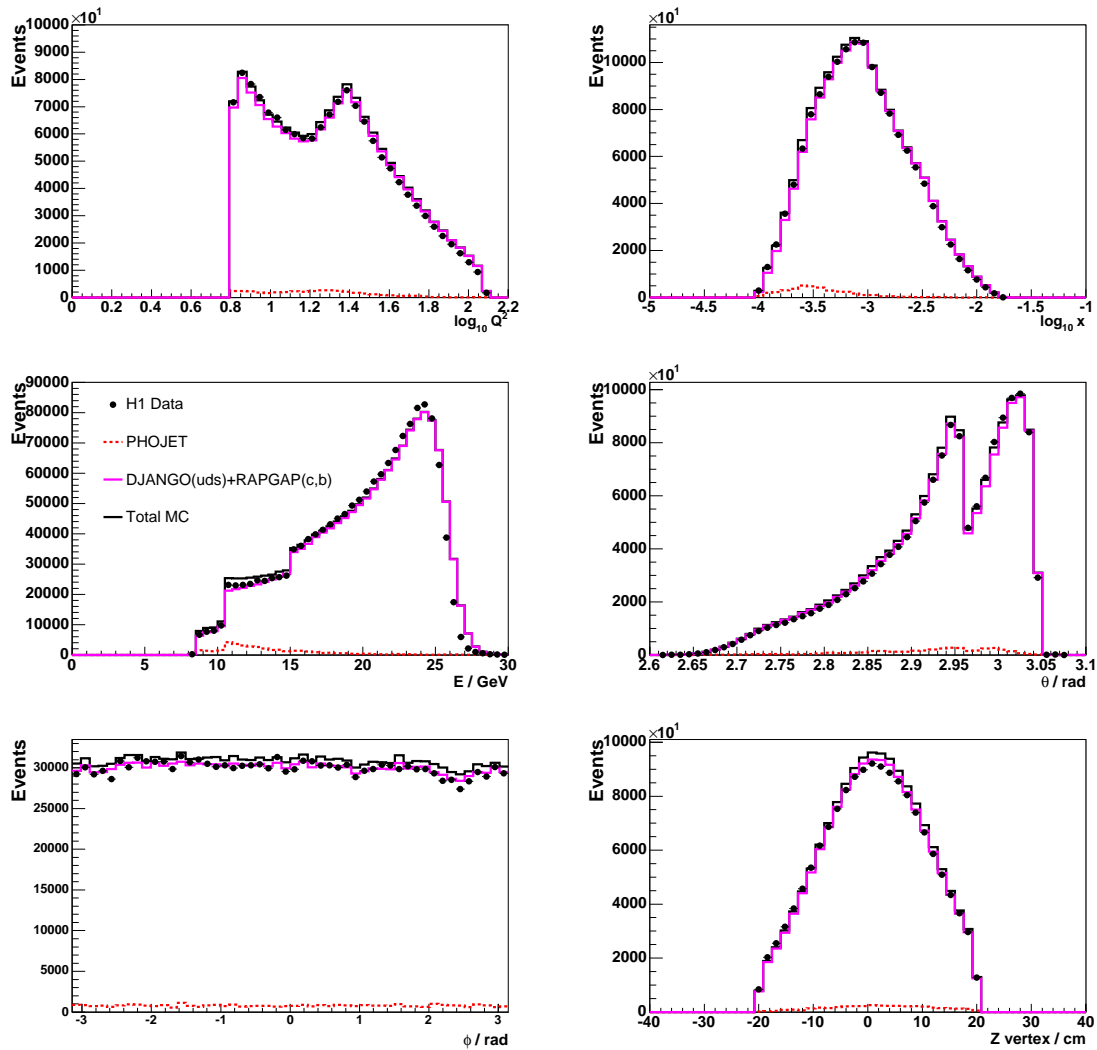 ×10¹
Events
10000
9000
8000
7000
6000
5000
4000
3000
2000
1000
0
0 0.2 0.4 0.6 0.8 1 1.2 1.4 1.6 1.8 2 2.2
log₁₀ Q²
×10¹
Events
10000
8000
6000
4000
2000
0
-5 -4.5 -4 -3.5 -3 -2.5 -2 -1.5 -1
log₁₀ x
Events
90000
80000
70000
60000
50000
40000
30000
20000
10000
0
H1 Data
PHOJET
DJANGO(uds)+RAPGAP(c,b)
Total MC
0 5 10 15 20 25 30
E / GeV
×10¹
Events
10000
8000
6000
4000
2000
0
2.6 2.65 2.7 2.75 2.8 2.85 2.9 2.95 3 3.05 3.1
θ / rad
Events
30000
25000
20000
15000
10000
5000
0
-3 -2 -1 0 1 2 3
ϕ / rad
×10¹
Events
10000
8000
6000
4000
2000
0
-40 -30 -20 -10 0 10 20 30 40
Z vertex / cm